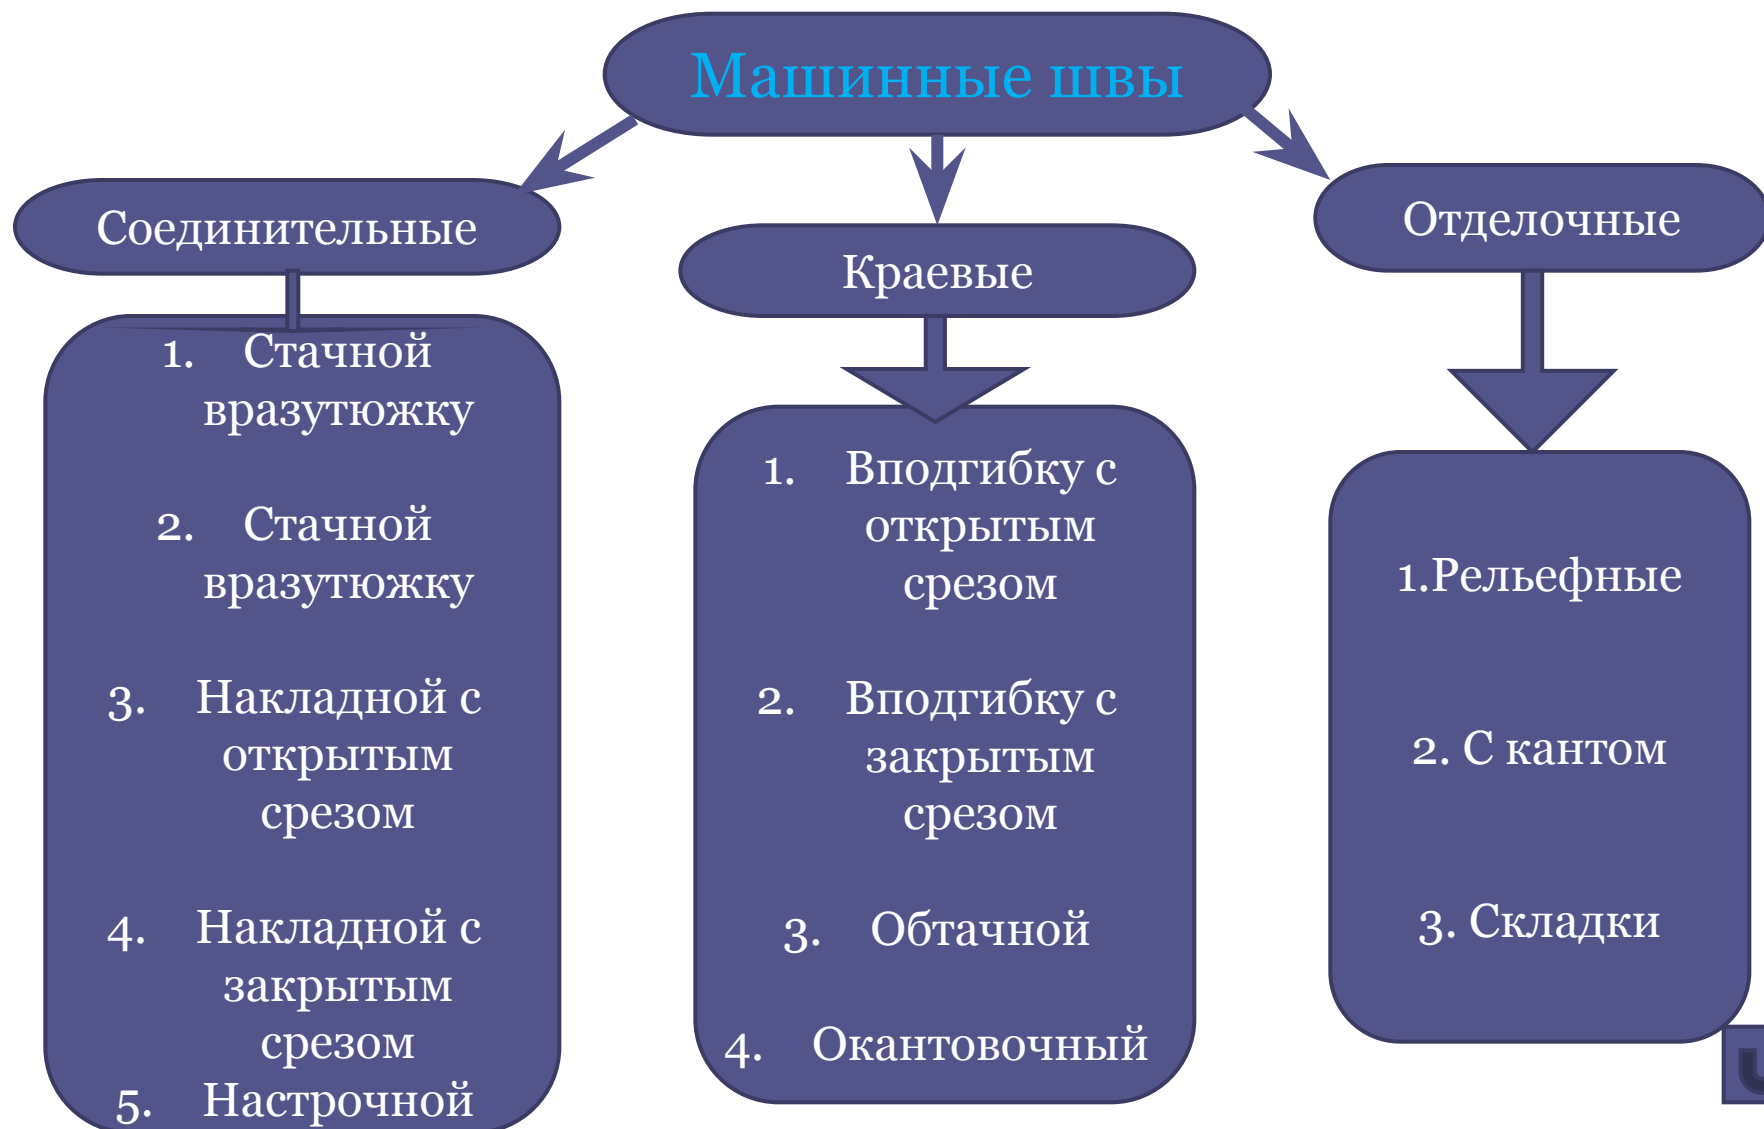 Машинные швы
Соединительные
1. Стачной
вразутюжку
2. Стачной
вразутюжку
3. Накладной с
открытым
срезом
4. Накладной с
закрытым
срезом
5. Настрочной
Краевые
1. Вподгибку с
открытым
срезом
2. Вподгибку с
закрытым
срезом
3. Обтачной
4. Окантовочный
Отделочные
1.Рельефные
2. С кантом
3. Складки